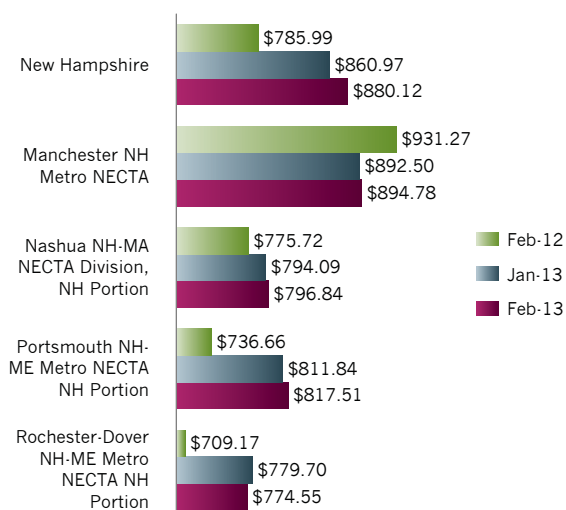 New Hampshire
$785.99
$860.97
$880.12
Manchester NH
Metro NECTA
$931.27
$892.50
$894.78
Nashua NH-MA
NECTA Division,
NH Portion
$775.72
$794.09
$796.84
Portsmouth NH-
ME Metro NECTA
NH Portion
$736.66
$811.84
$817.51
Rochester-Dover
NH-ME Metro
NECTA NH
Portion
$709.17
$779.70
$774.55
Feb-12
Jan-13
Feb-13